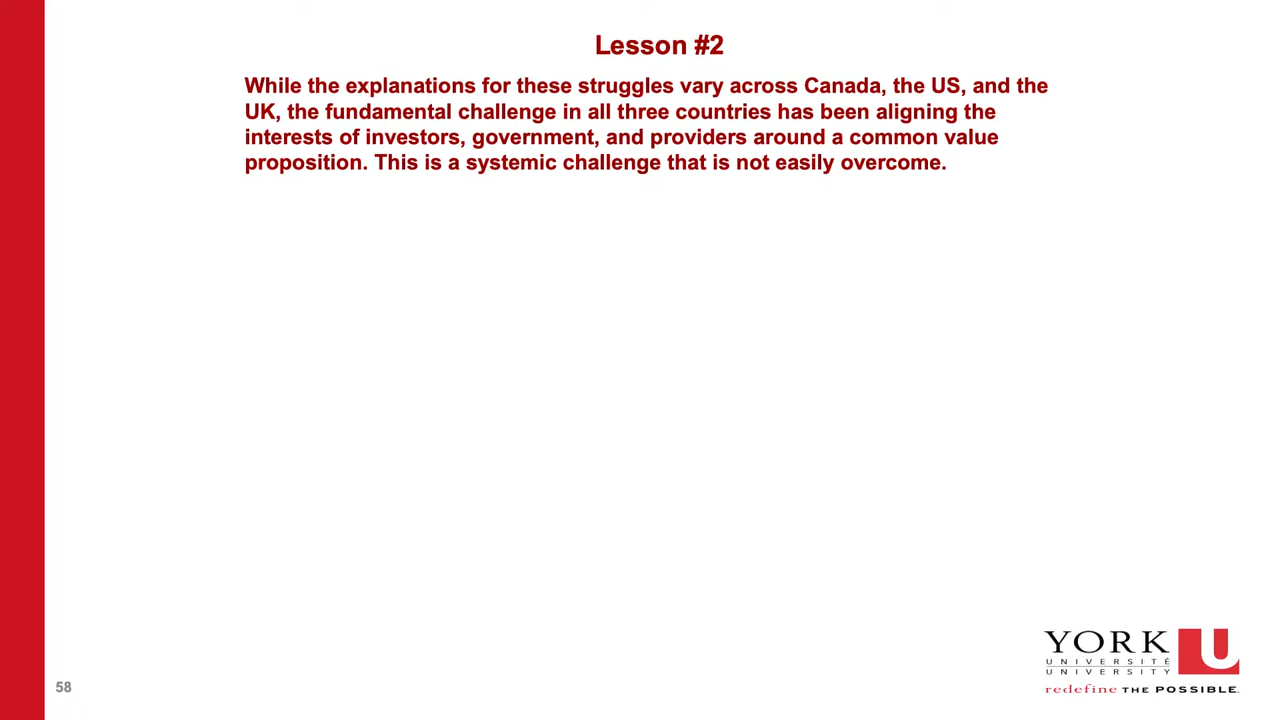 Lesson #2
While the explanations for these struggles vary across Canada, the US, and the
UK, the fundamental challenge in all three countries has been aligning the
interests of investors, government, and providers around a common value
proposition. This is a systemic challenge that is not easily overcome.
YORK U
UNIVERSITÉ
UNIVERSITY
redefine THE POSSIBLE.
58